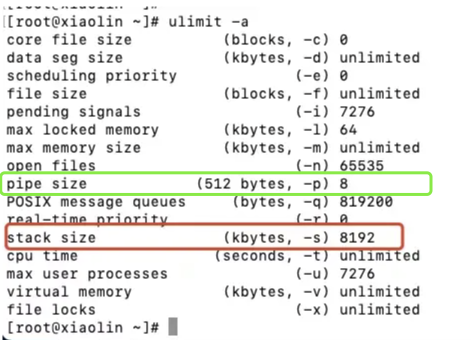 [root@xiaolin ~]# ulimit -a
core file size (blocks, -c) 0
data seg size (kbytes, -d) unlimited
scheduling priority (-e) 0
file size (blocks, -f) unlimited
pending signals (-i) 7276
max locked memory (kbytes, -l) 64
max memory size (kbytes, -m) unlimited
open files (-n) 65535
pipe size (512 bytes, -p) 8
POSIX message queues (bytes, -q) 819200
real-time priority (-r) 0
stack size (kbytes, -s) 8192
cpu time (seconds, -t) unlimited
max user processes (-u) 7276
virtual memory (kbytes, -v) unlimited
file locks (-x) unlimited
[root@xiaolin ~]#